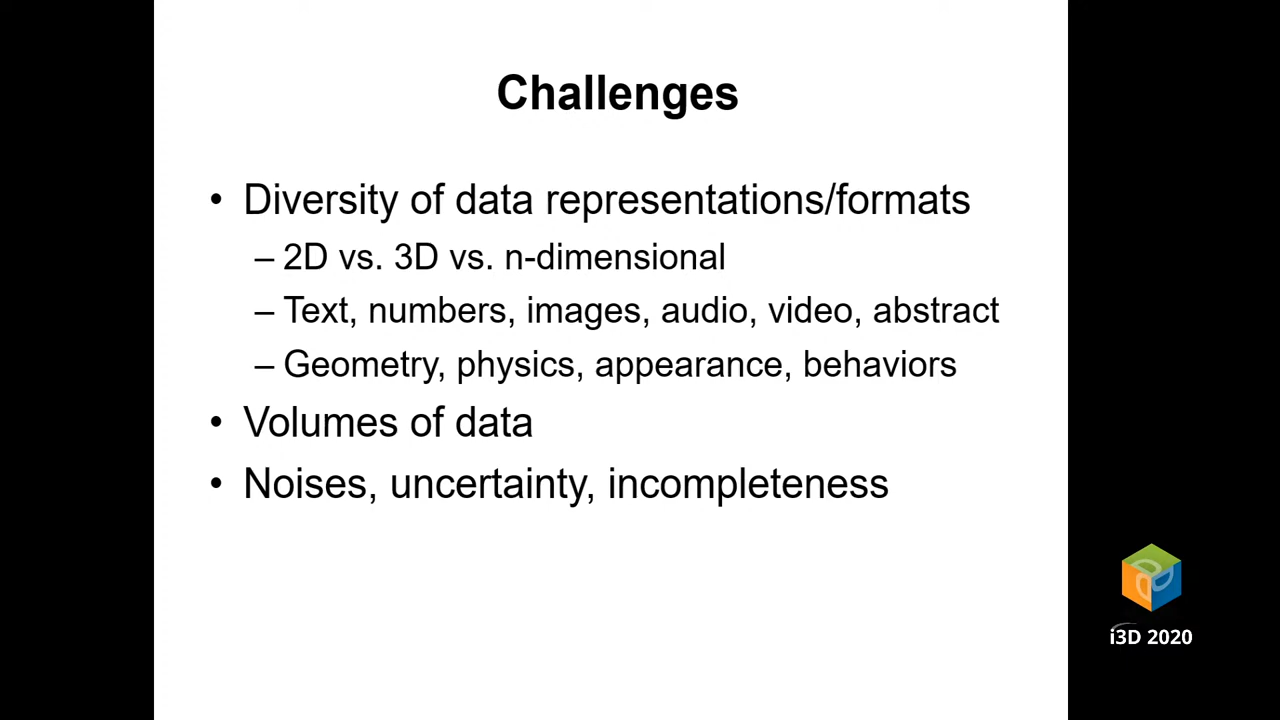 Challenges
• Diversity of data representations/formats
– 2D vs. 3D vs. n-dimensional
– Text, numbers, images, audio, video, abstract
– Geometry, physics, appearance, behaviors
• Volumes of data
• Noises, uncertainty, incompleteness
i3D 2020